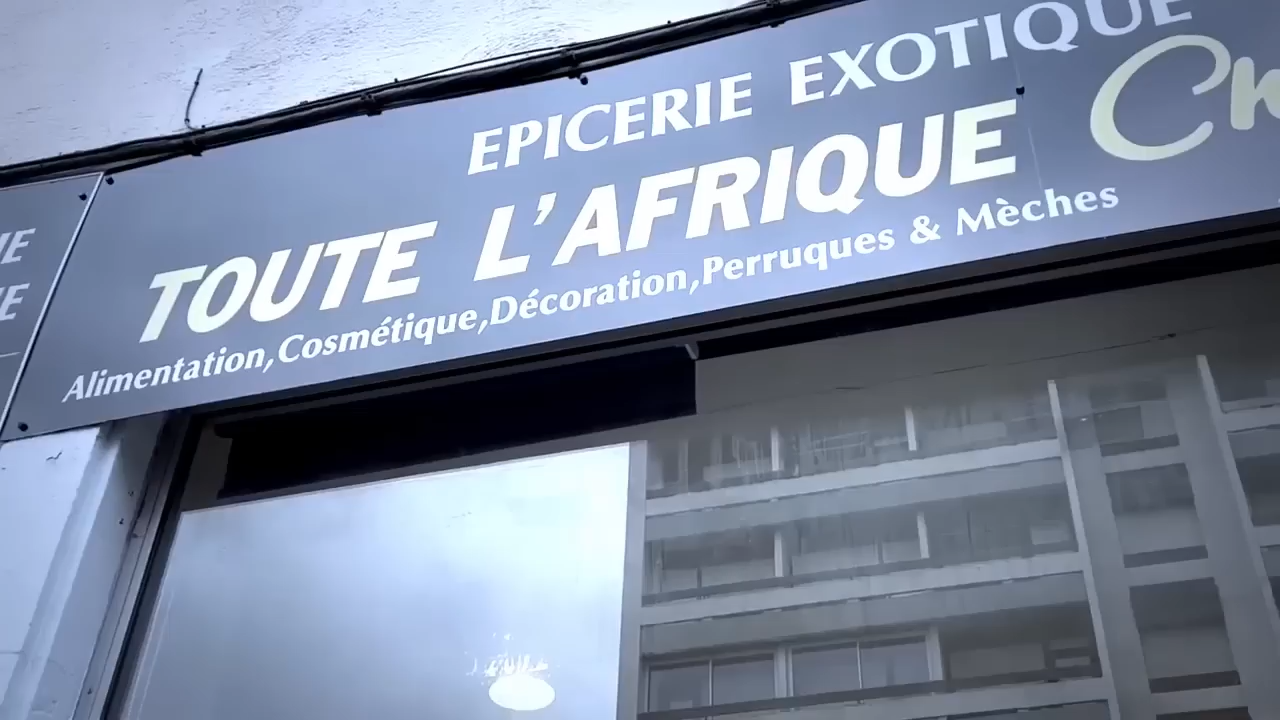 EPICERIE EXOTIQUE
TOUTE L'AFRIQUE
Alimentation,Cosmétique,Décoration,Perruques & Mèches